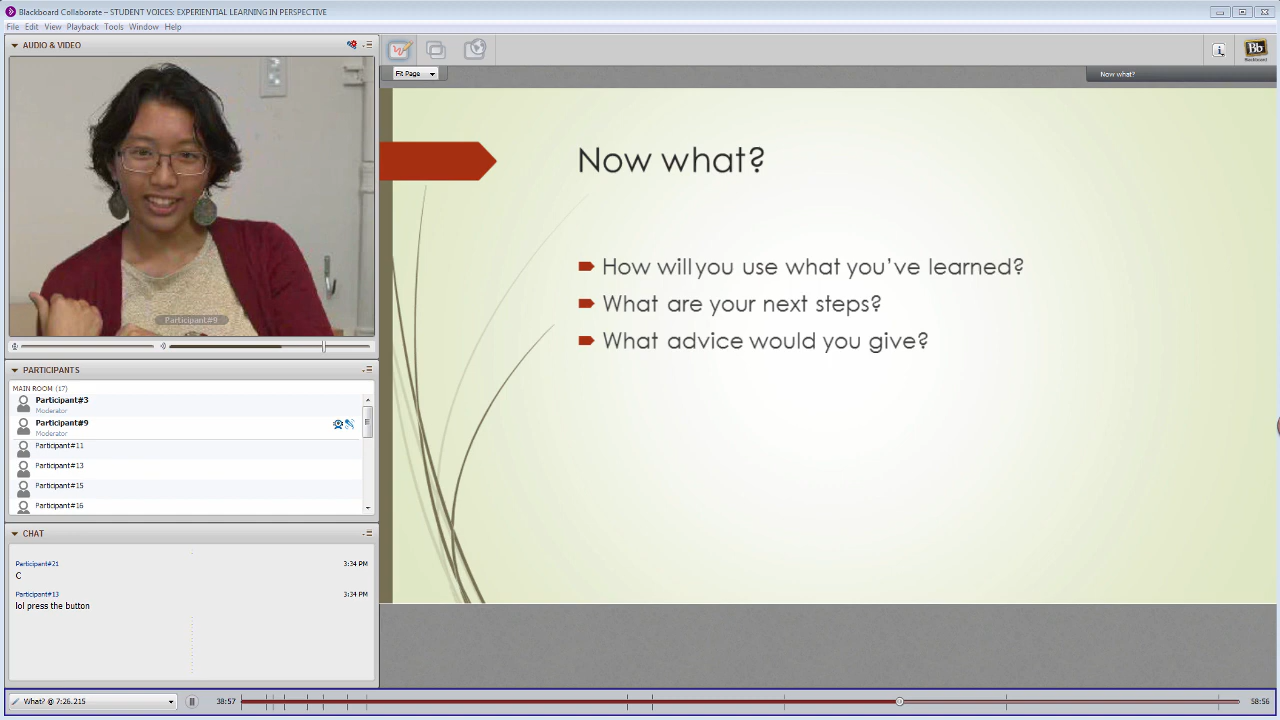 Blackboard Collaborate – STUDENT VOICES: EXPERIENTIAL LEARNING IN PERSPECTIVE
File Edit View Playback Tools Window Help
AUDIO & VIDEO
Participant#9
PARTICIPANTS
MAIN ROOM (17)
Participant#3
Moderator
Participant#9
Moderator
Participant#11
Participant#13
Participant#15
Participant#16
CHAT
Participant#21 3:34 PM
C
Participant#13 3:34 PM
lol press the button
Fit Page
Bb
Blackboard
Now what?
Now what?
How will you use what you've learned?
What are your next steps?
What advice would you give?
What? @ 7:26.215
38:57
58:56